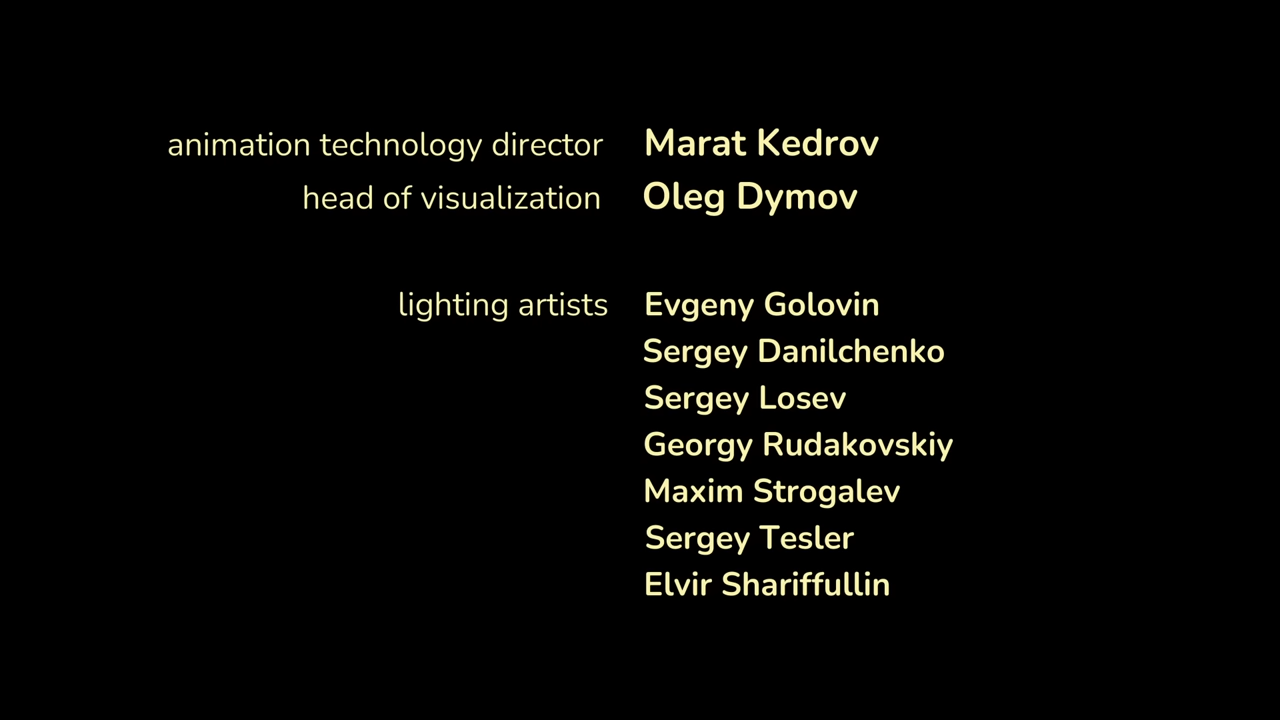 animation technology director Marat Kedrov
head of visualization Oleg Dymov
lighting artists Evgeny Golovin
Sergey Danilchenko
Sergey Losev
Georgy Rudakovskiy
Maxim Strogalev
Sergey Tesler
Elvir Shariffullin